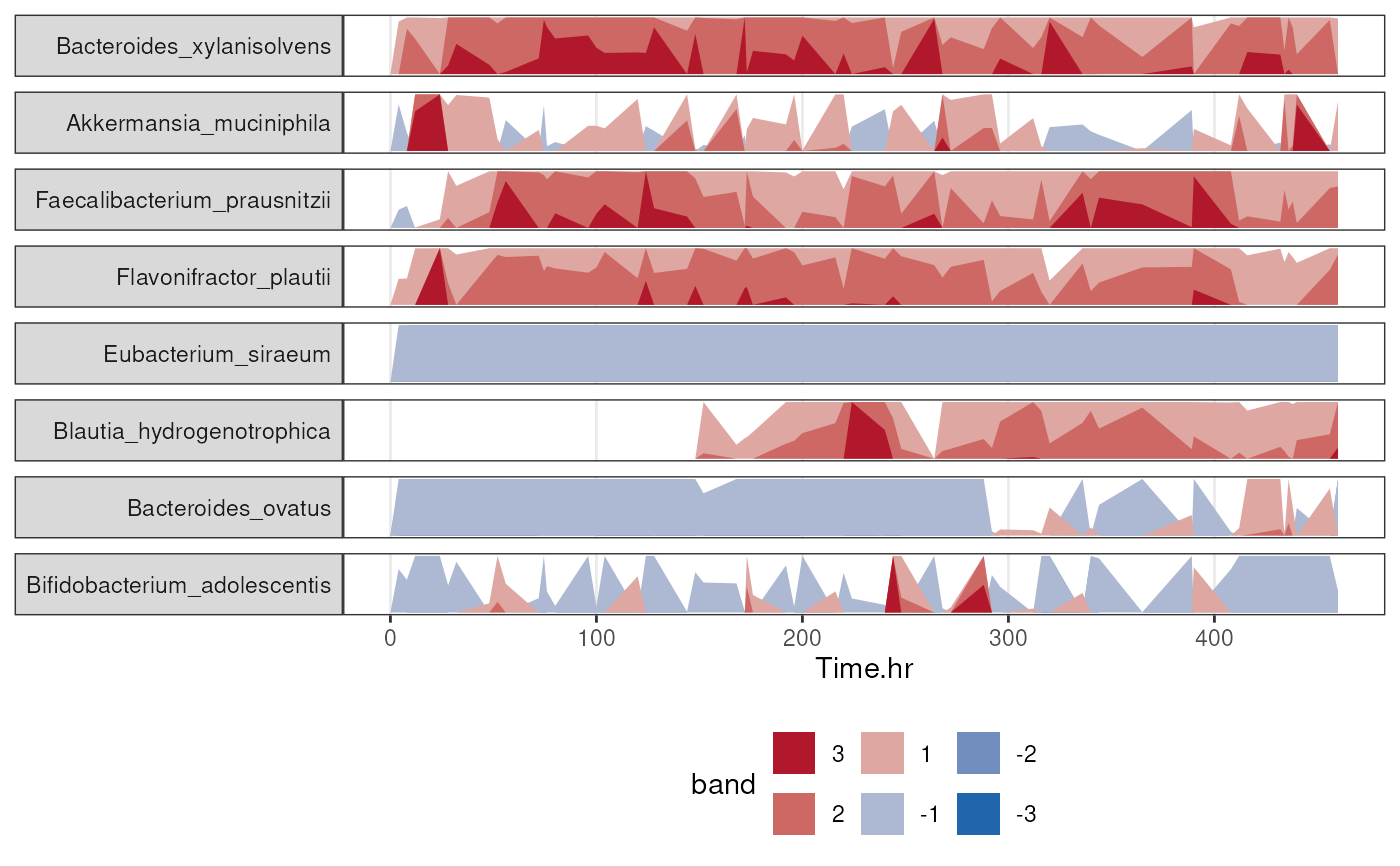 Bacteroides_xylanisolvens
Akkermansia_muciniphila
Faecalibacterium_prausnitzii
Flavonifractor_plautii
Eubacterium_siraeum
Blautia_hydrogenotrophica
Bacteroides_ovatus
Bifidobacterium_adolescentis
0 100 200 300 400
Time.hr
band
3 1 -2
2 -1 -3